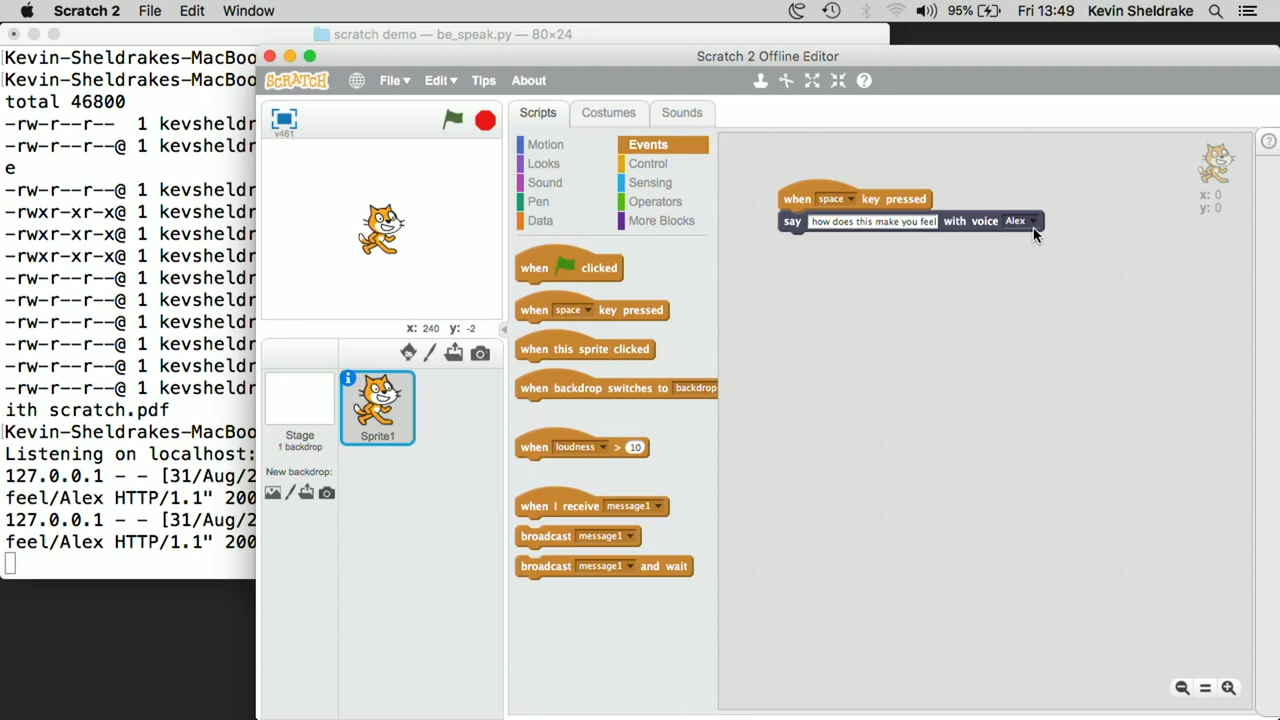 Scratch 2 File Edit Window 95% Fri 13:49 Kevin Sheldrake
scratch demo — be_speak.py — 80×24
Kevin-Sheldrakes-MacBoo
Kevin-Sheldrakes-MacBoo
total 46800
-rw-r--r-- 1 kevsheldr
-rw-r--r--@ 1 kevsheldr
e
-rw-r--r--@ 1 kevsheldr
-rwxr-xr-x@ 1 kevsheldr
-rwxr-xr-x@ 1 kevsheldr
-rw-r--r--@ 1 kevsheldr
-rw-r--r--@ 1 kevsheldr
-rw-r--r--@ 1 kevsheldr
-rw-r--r--@ 1 kevsheldr
-rw-r--r--@ 1 kevsheldr
-rw-r--r--@ 1 kevsheldr
ith scratch.pdf
Kevin-Sheldrakes-MacBoo
Listening on localhost:
127.0.0.1 - - [31/Aug/2
feel/Alex HTTP/1.1" 200
127.0.0.1 - - [31/Aug/2
feel/Alex HTTP/1.1" 200
Scratch 2 Offline Editor
SCRATCH File Edit Tips About
v461
x: 240 y: -2
Sprite1
Stage
1 backdrop
New backdrop:
Scripts Costumes Sounds
Motion Events
Looks Control
Sound Sensing
Pen Operators
Data More Blocks
when clicked
when space key pressed
when this sprite clicked
when backdrop switches to backdrop
when loudness > 10
when I receive message1
broadcast message1
broadcast message1 and wait
when space key pressed
say how does this make you feel with voice Alex
x: 0
y: 0